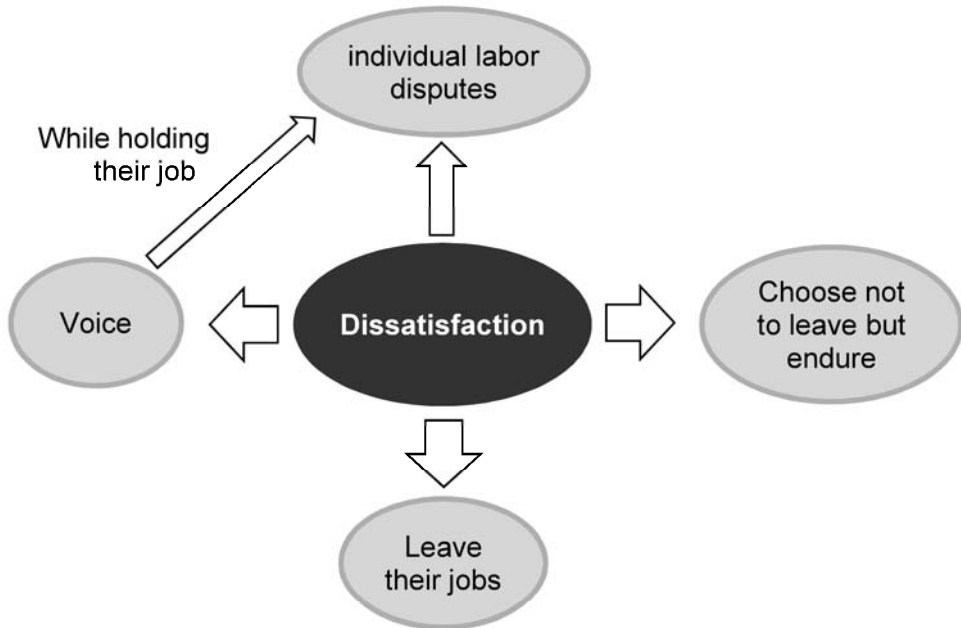 individual labor
disputes
While holding
their job
Voice
Dissatisfaction
Choose not
to leave but
endure
Leave
their jobs